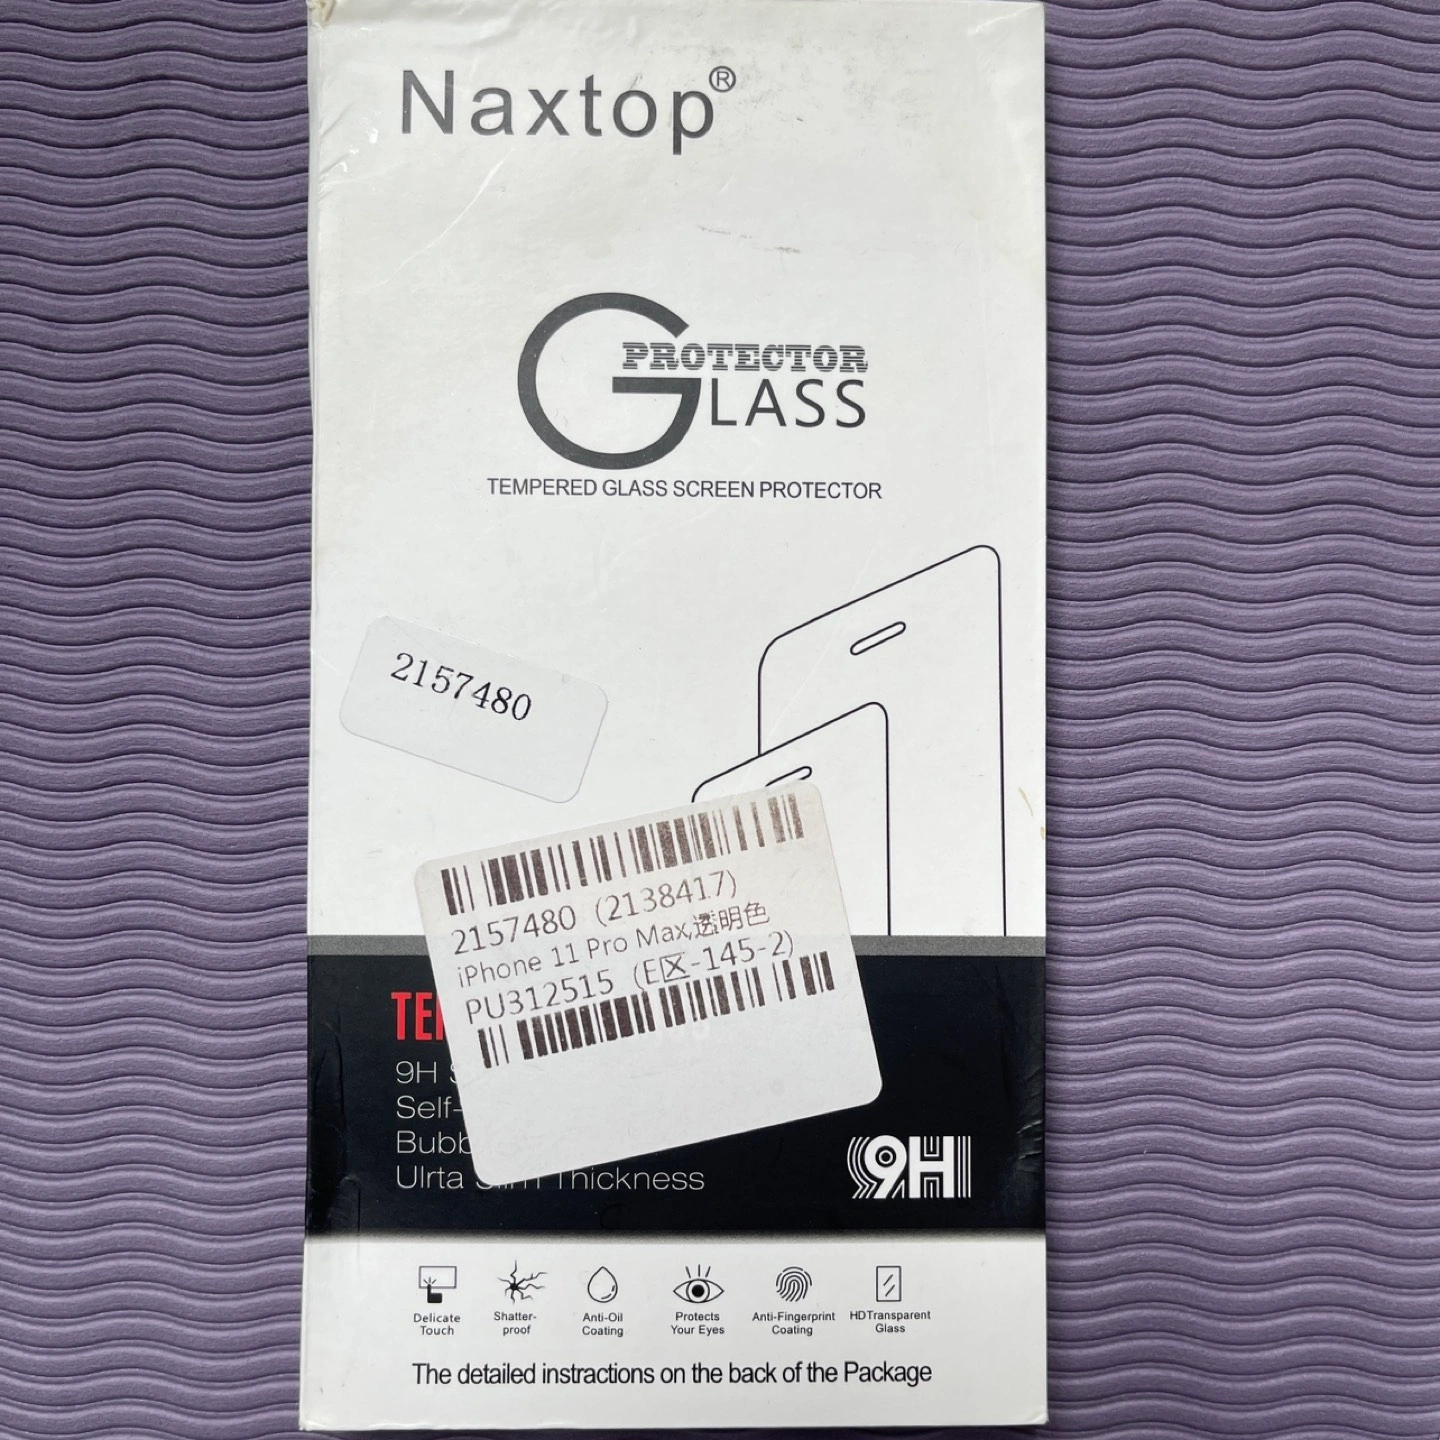 Naxtop®
PROTECTOR
GLASS
TEMPERED GLASS SCREEN PROTECTOR
2157480
2157480 (2138417)
iPhone 11 Pro Max,透明色
PU312515 (E区-145-2)
9H
Self-
Ulrta Slim Thickness
9H
Delicate Touch
Shatter-proof
Anti-Oil Coating
Protects Your Eyes
Anti-Fingerprint Coating
HDTransparent Glass
The detailed instractions on the back of the Package